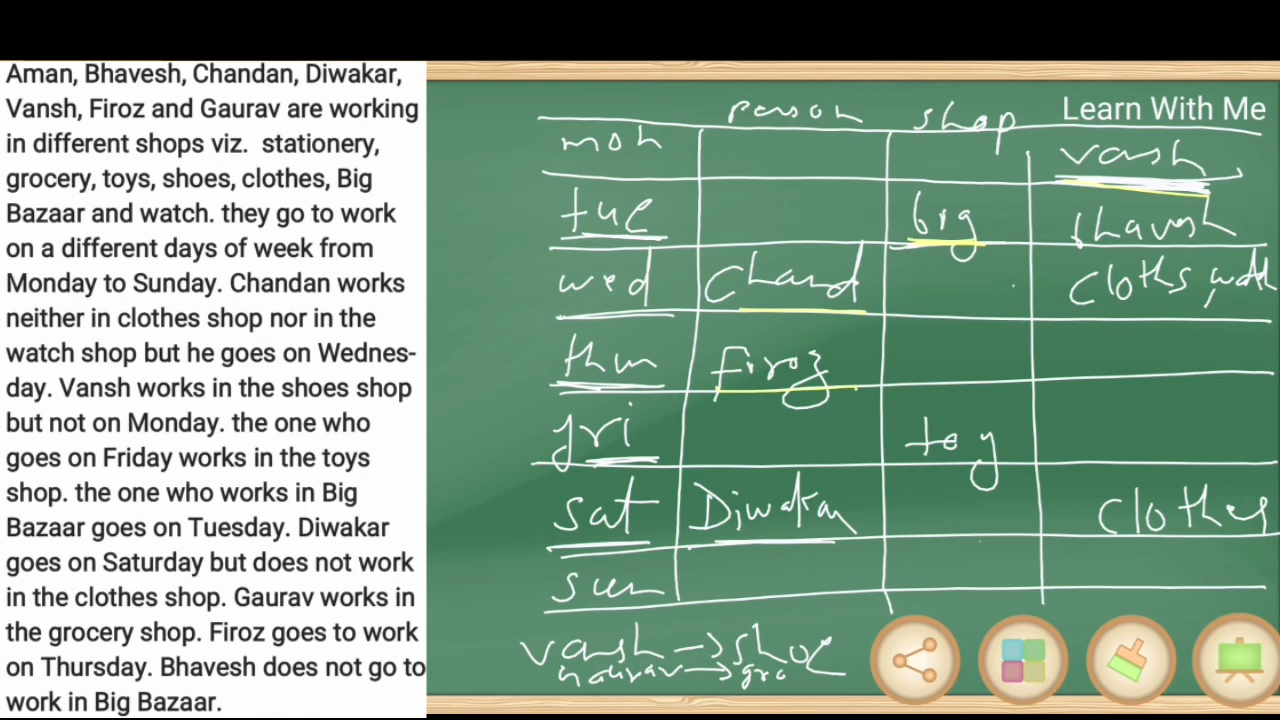 Aman, Bhavesh, Chandan, Diwakar,
Vansh, Firoz and Gaurav are working
in different shops viz. stationery,
grocery, toys, shoes, clothes, Big
Bazaar and watch. they go to work
on a different days of week from
Monday to Sunday. Chandan works
neither in clothes shop nor in the
watch shop but he goes on Wednes-
day. Vansh works in the shoes shop
but not on Monday. the one who
goes on Friday works in the toys
shop. the one who works in Big
Bazaar goes on Tuesday. Diwakar
goes on Saturday but does not work
in the clothes shop. Gaurav works in
the grocery shop. Firoz goes to work
on Thursday. Bhavesh does not go to
work in Big Bazaar.
Learn With Me
person shop
mon vash
tue big
wed Chand cloths,
thu Firoz
fri toy
sat Diwakar clothes
sun
vash → shoe
gaurav → gro